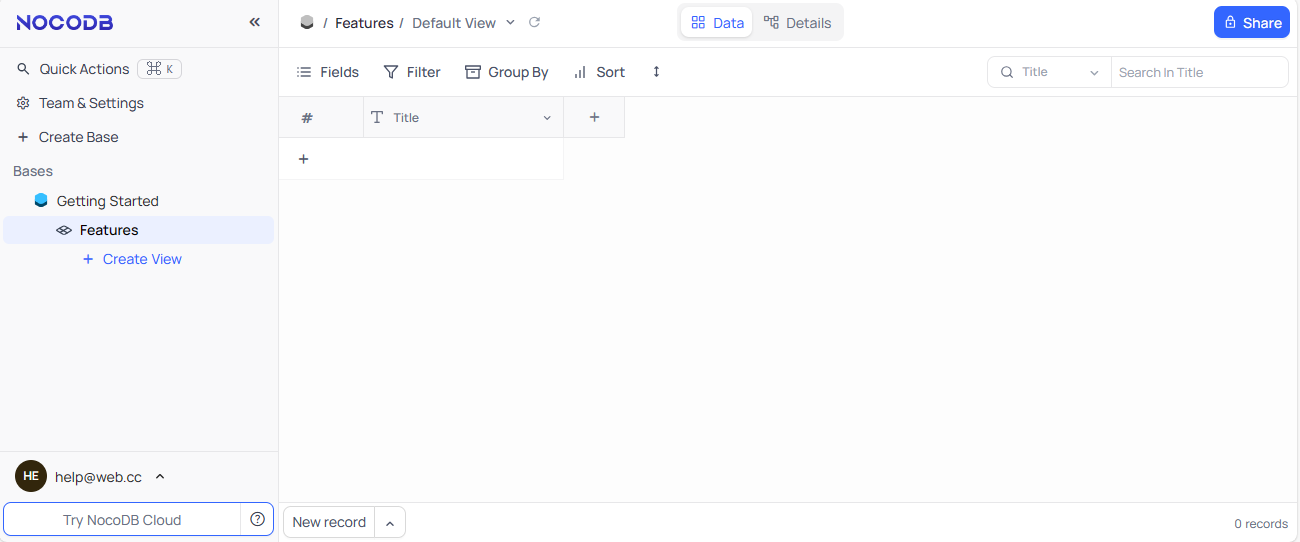 NOCODB
Quick Actions ⌘ K
Team & Settings
+ Create Base
Bases
Getting Started
Features
+ Create View
help@web.cc
HE
Try NocoDB Cloud ?
/ Features / Default View
Data Details
Share
Fields Filter Group By Sort
Title Search In Title
# T Title +
+
New record
0 records